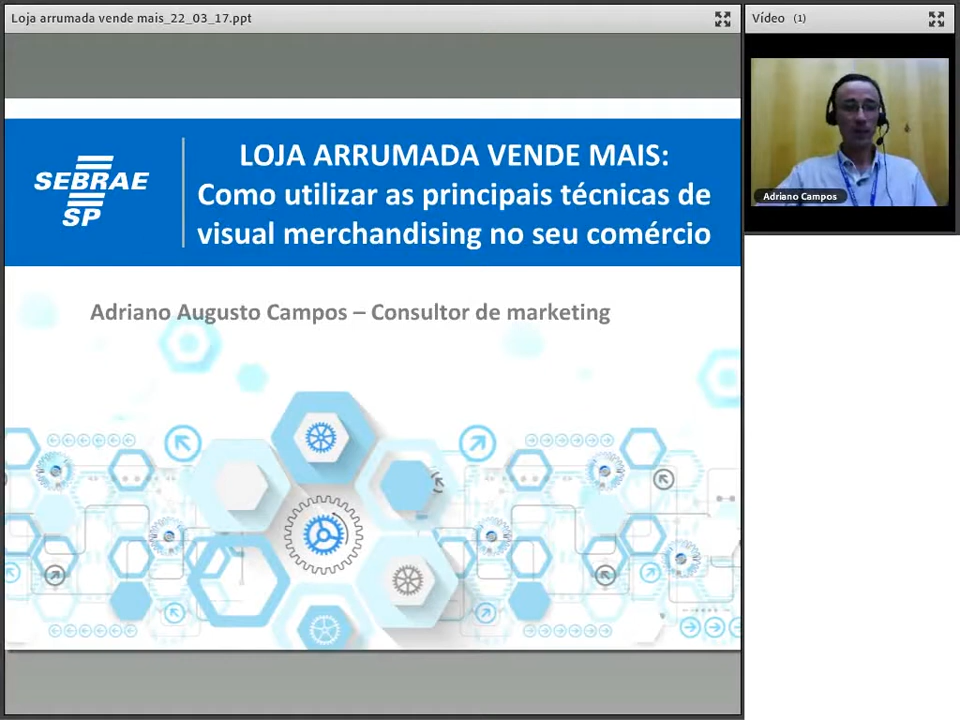 Loja arrumada vende mais_22_03_17.ppt
Vídeo (1)
SEBRAE
SP
LOJA ARRUMADA VENDE MAIS:
Como utilizar as principais técnicas de
visual merchandising no seu comércio
Adriano Campos
Adriano Augusto Campos – Consultor de marketing